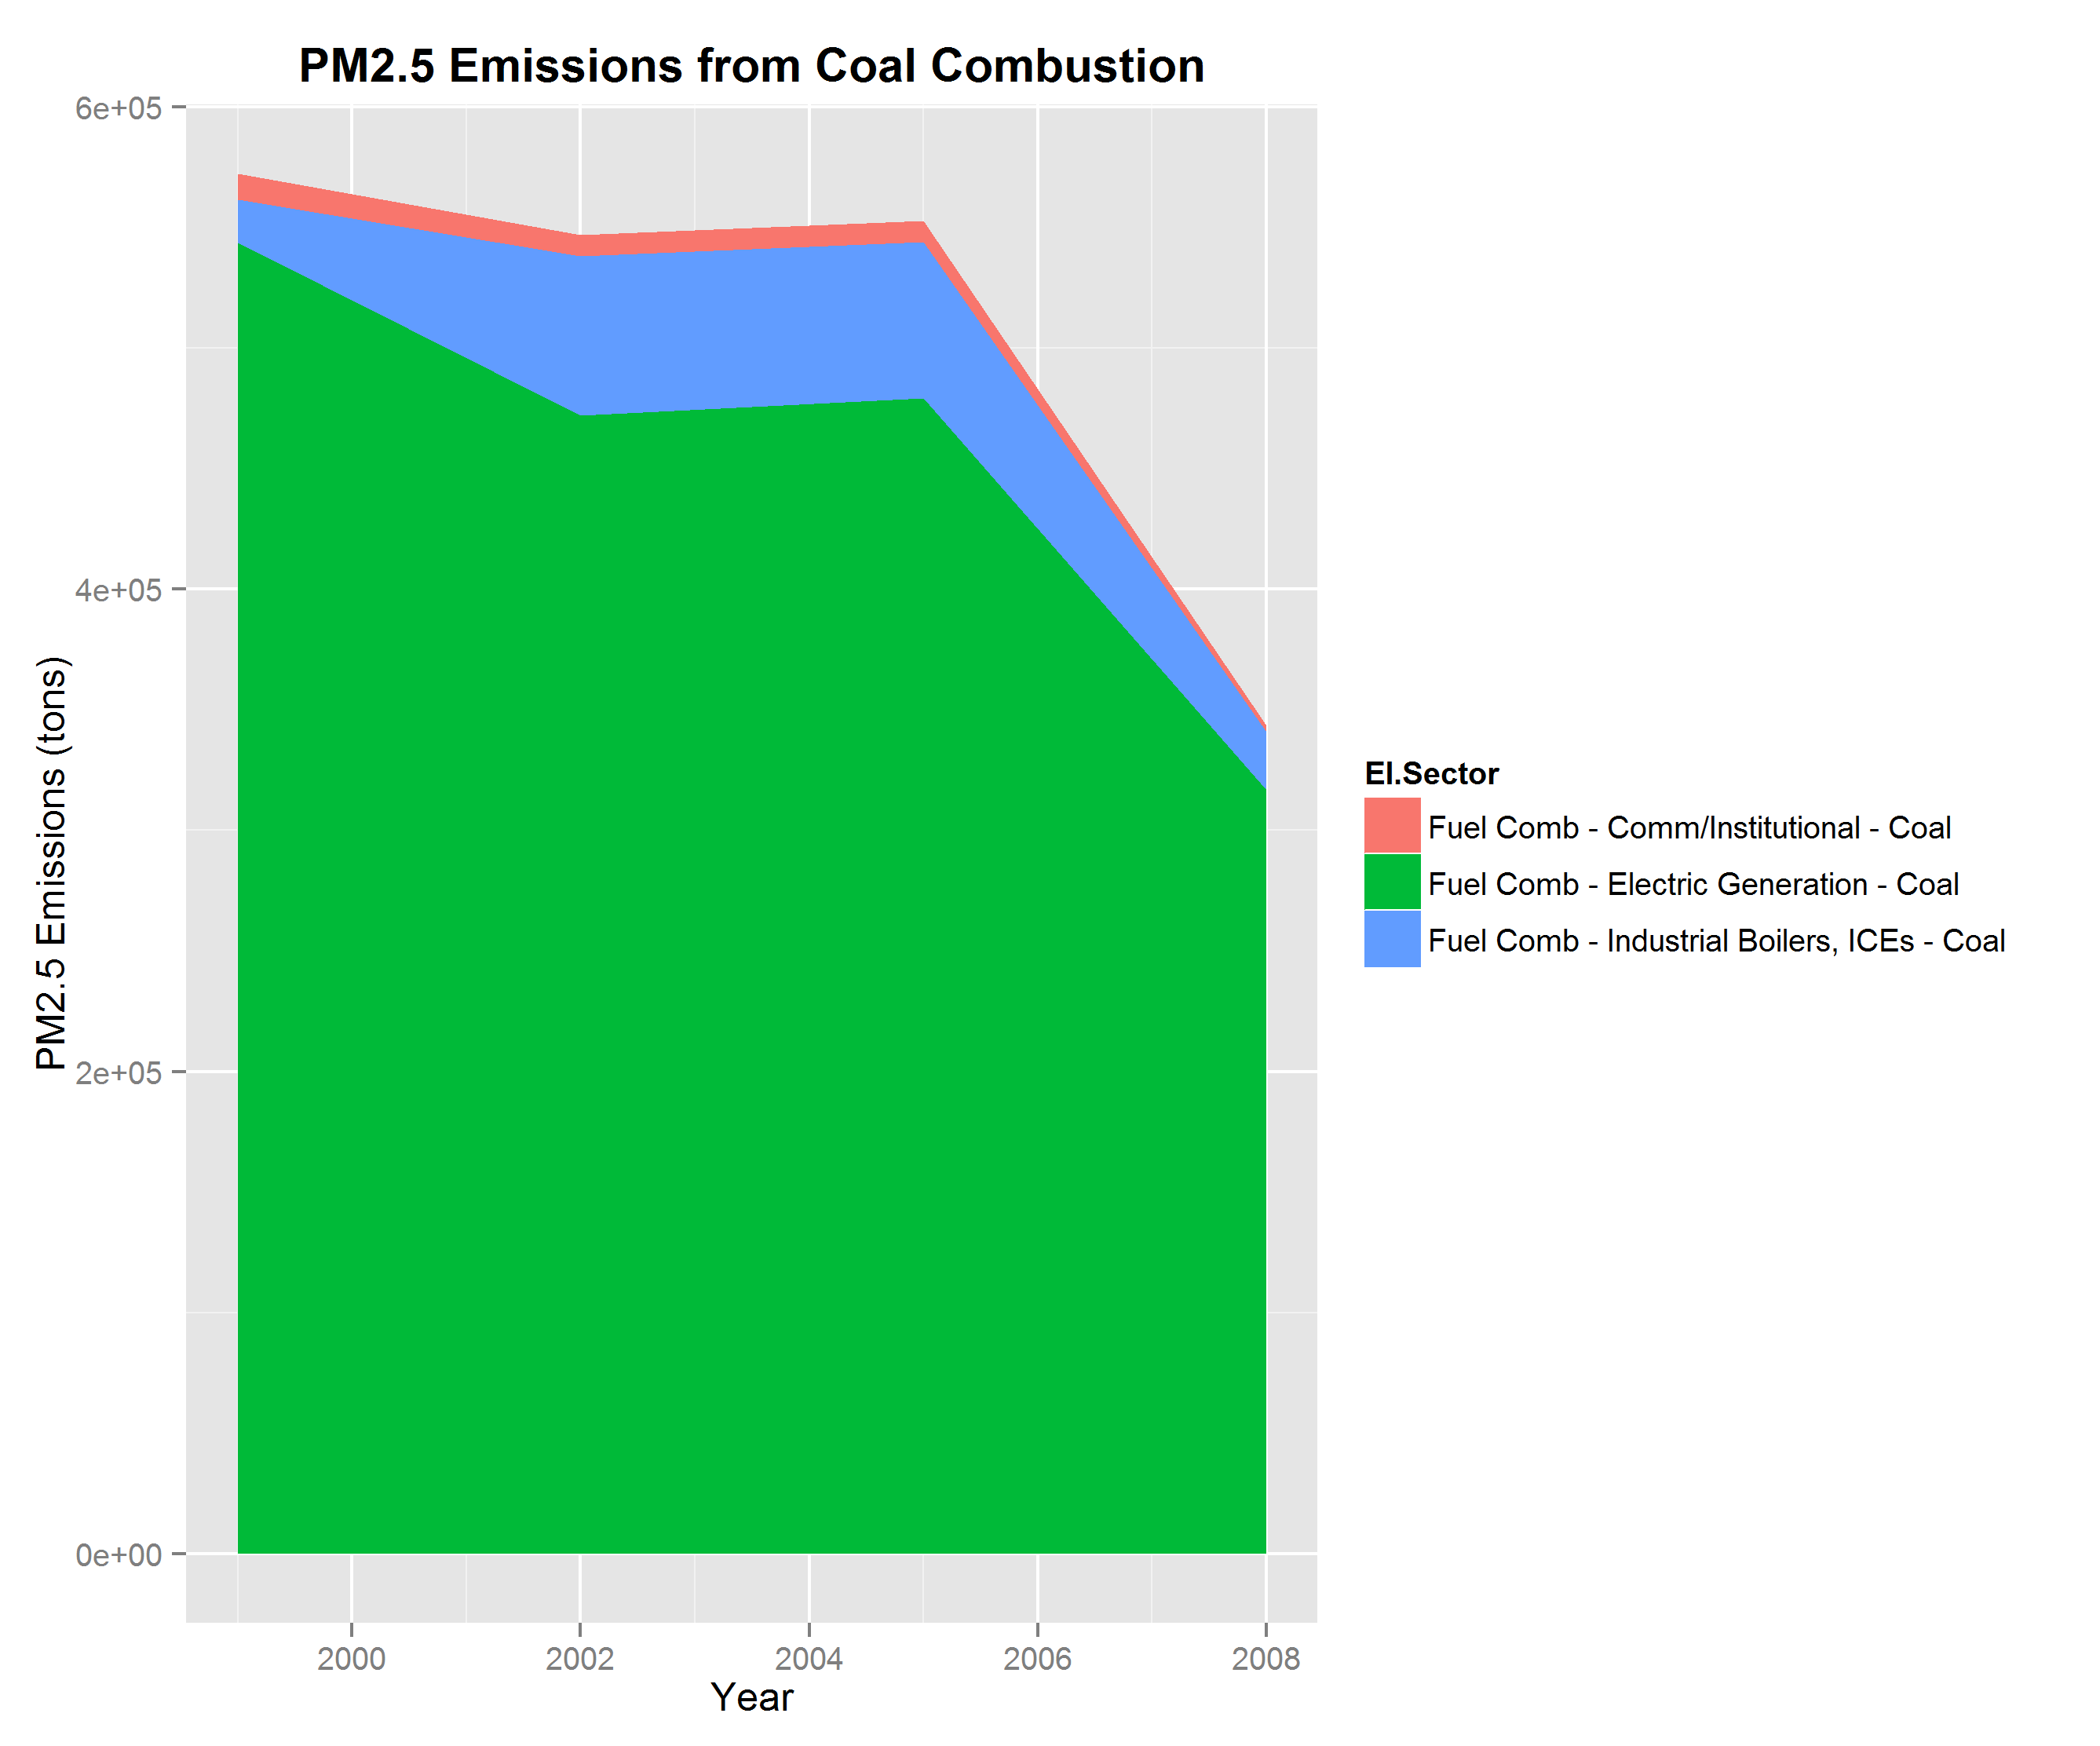 PM2.5 Emissions from Coal Combustion
6e+05
4e+05
2e+05
0e+00
PM2.5 Emissions (tons)
2000 2002 2004 2006 2008
Year
EI.Sector
Fuel Comb - Comm/Institutional - Coal
Fuel Comb - Electric Generation - Coal
Fuel Comb - Industrial Boilers, ICEs - Coal